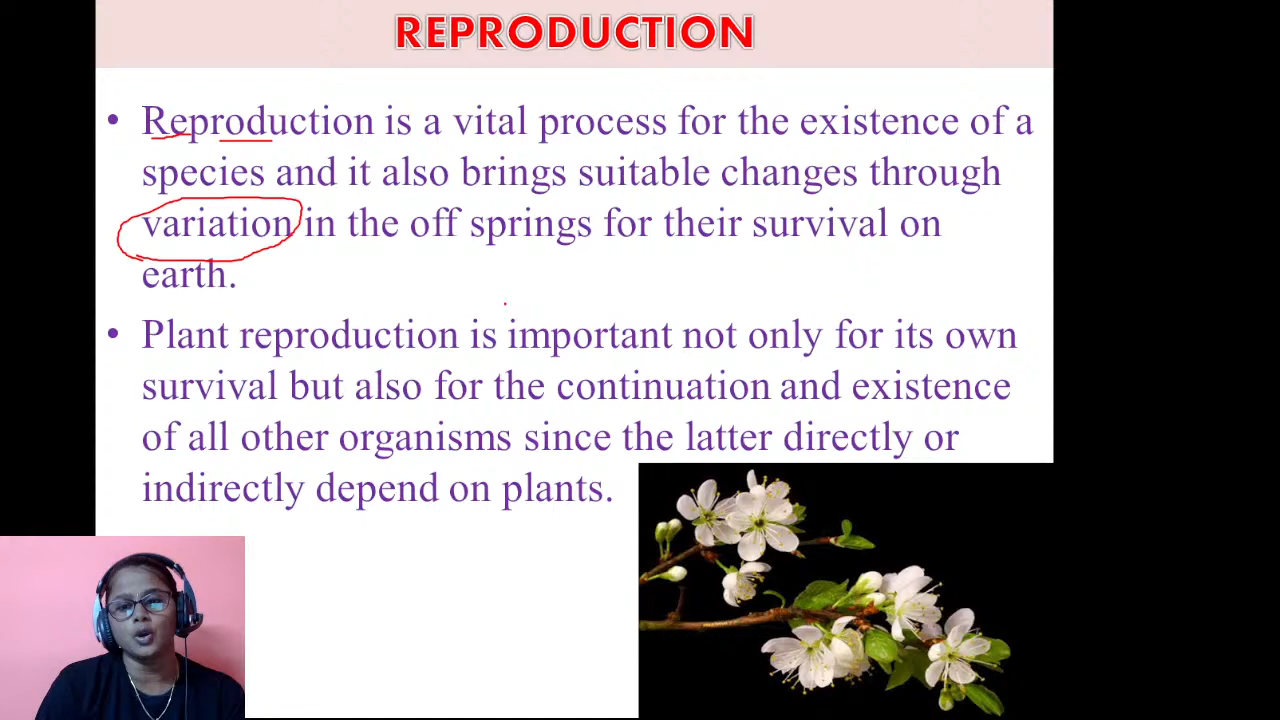 REPRODUCTION
• Reproduction is a vital process for the existence of a
species and it also brings suitable changes through
variation in the off springs for their survival on
earth.
• Plant reproduction is important not only for its own
survival but also for the continuation and existence
of all other organisms since the latter directly or
indirectly depend on plants.